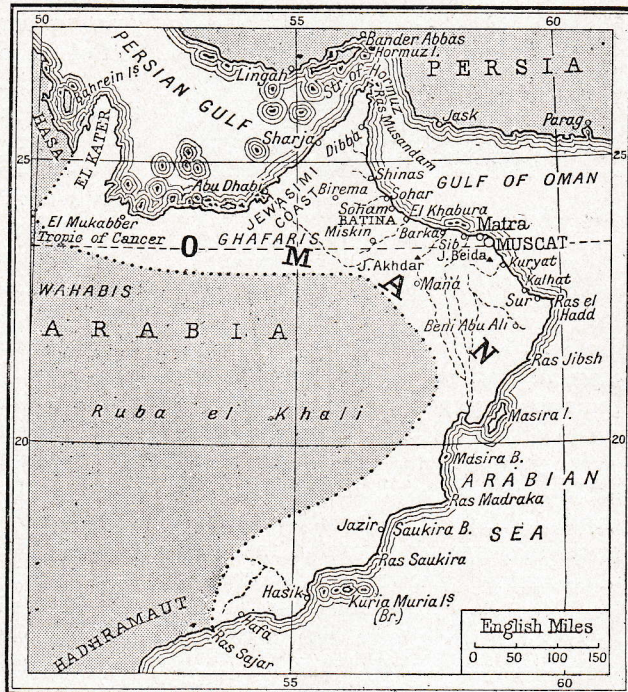 50
55
60
Bander Abbas
Hormuz I.
PERSIA
PERSIAN GULF
Lingah
Str. of Hormuz
Bahrein Is
Ras Musandam
Jask
Parag
HASA
EL KATER
Sharja
Dibba
25
25
Shinas
GULF OF OMAN
Abu Dhabi
JEWASIMI COAST
Birema
Sohar
Soham
El Khabura
BATINA
Matra
El Mukabber
Tropic of Cancer
GHAFARIS
Miskin
Barka
Sib
MUSCAT
OMAN
J. Akhdar
J. Beida
Kuryat
WAHABIS
Mana
Kalhat
Sur
Ras el Hadd
ARABIA
Beni Abu Ali
Ras Jibsh
Ruba el Khali
Masira I.
20
20
Masira B.
ARABIAN SEA
Ras Madraka
Jazir
Saukira B.
Ras Saukira
Hasik
Kuria Muria Is
(Br.)
HADHRAMAUT
Hafa
Ras Sajar
English Miles
0 50 100 150
55
60